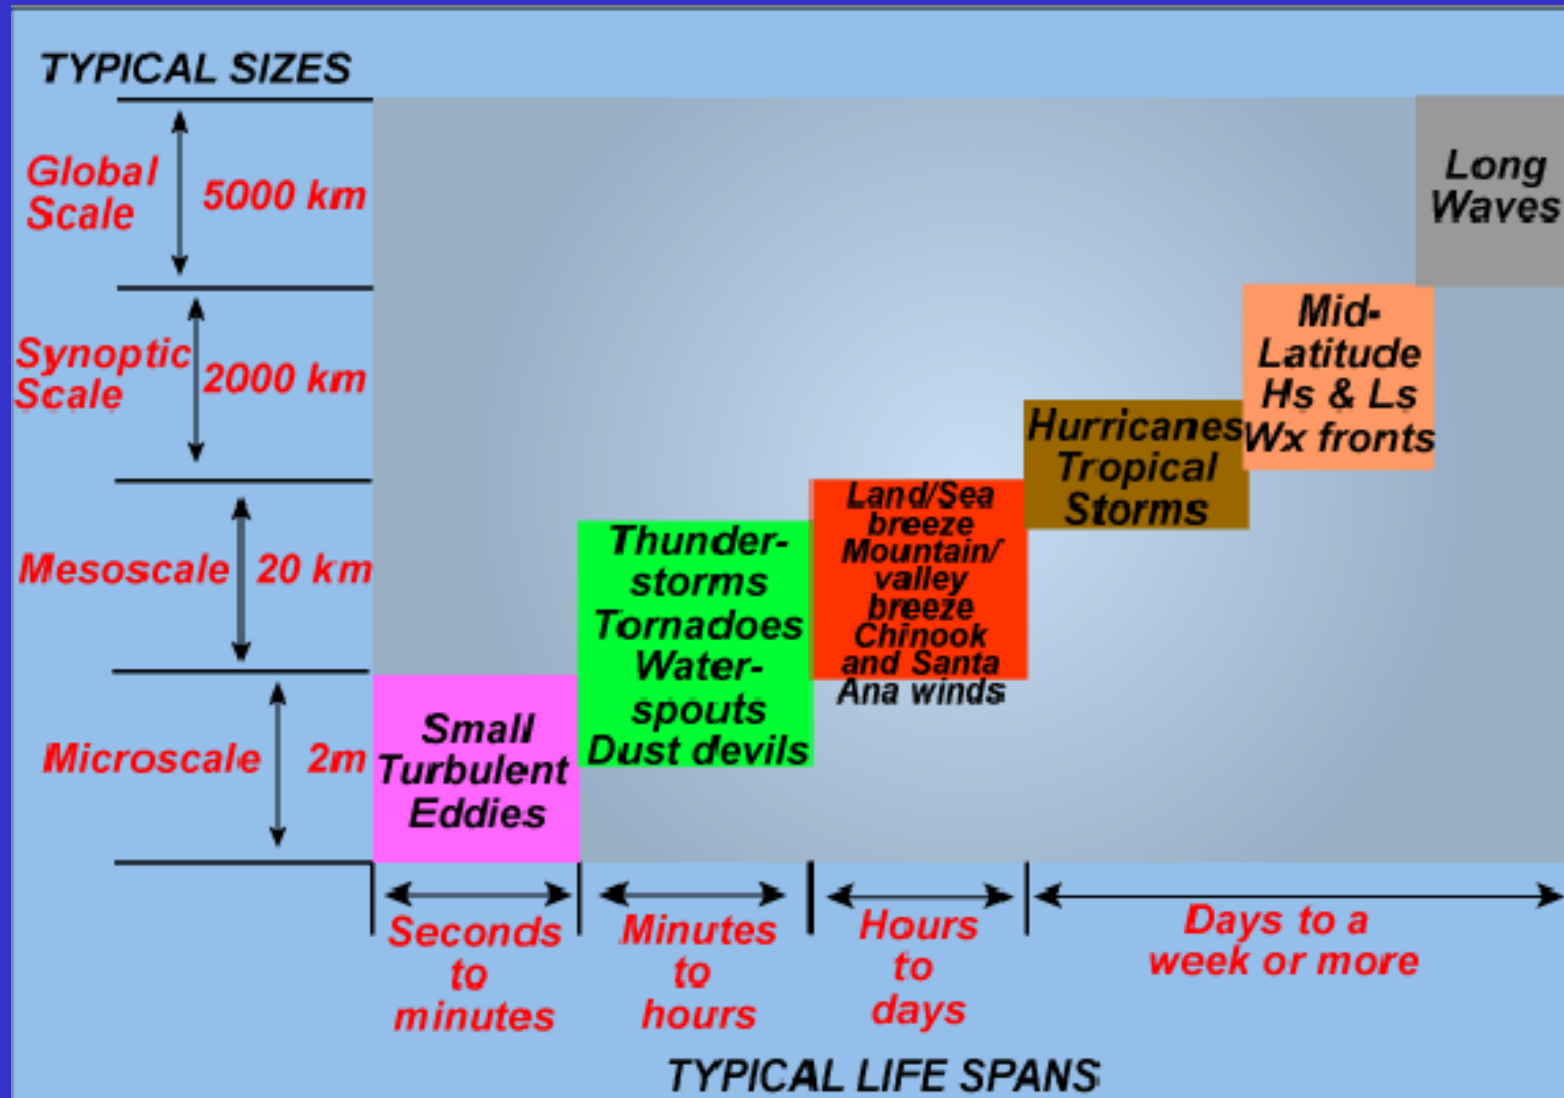 TYPICAL SIZES
Global
Scale
5000 km
Synoptic
Scale
2000 km
Mesoscale
20 km
Microscale
2m
Small
Turbulent
Eddies
Thunder-
storms
Tornadoes
Water-
spouts
Dust devils
Land/Sea
breeze
Mountain/
valley
breeze
Chinook
and Santa
Ana winds
Hurricanes
Tropical
Storms
Mid-
Latitude
Hs & Ls
Wx fronts
Long
Waves
Seconds
to
minutes
Minutes
to
hours
Hours
to
days
Days to a
week or more
TYPICAL LIFE SPANS